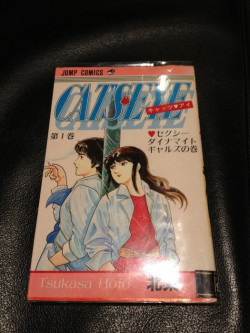 JUMP COMICS
CAT'S♥EYE
キャッツ♥アイ
第1巻
♥セクシー
ダイナマイト
ギャルズの巻
Tsukasa Hojo
北条